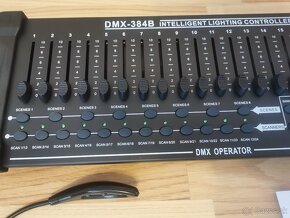 DMX-384B INTELLIGENT LIGHTING CONTROLLER
1 2 3 4 5 6 7 8 9 10 11 12 13 14 15
SCENES 1 SCENES 2 SCENES 3 SCENES 4 SCENES 5 SCENES 6 SCENES 7 SCENES 8
SCENES
SCANNERS
SCAN 1/13 SCAN 2/14 SCAN 3/15 SCAN 4/16 SCAN 5/17 SCAN 6/18 SCAN 7/19 SCAN 8/20 SCAN 9/21 SCAN 10/22 SCAN 11/23 SCAN 12/24
DMX OPERATOR